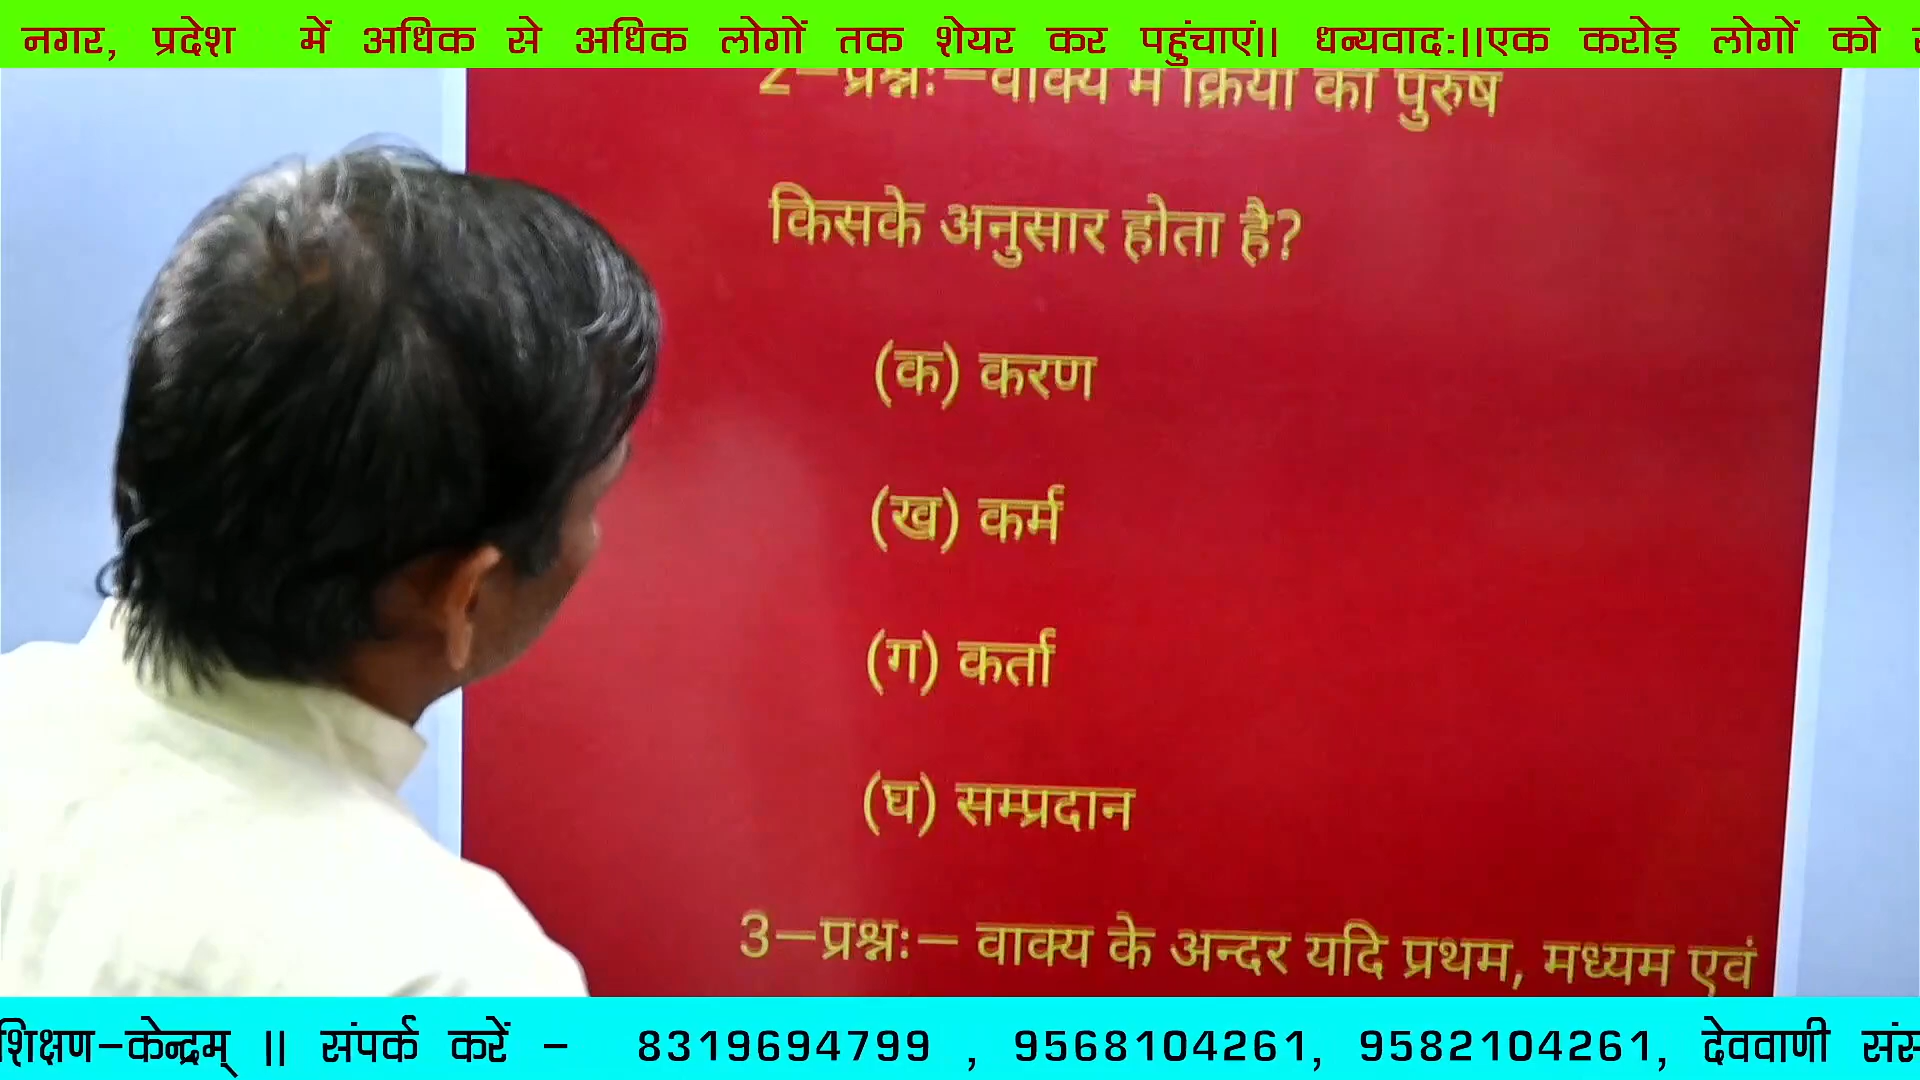 नगर, प्रदेश में अधिक से अधिक लोगों तक शेयर कर पहुंचाएं|| धन्यवादः||एक करोड़ लोगों को
2–प्रश्नः–वाक्य में क्रिया का पुरुष
किसके अनुसार होता है?
(क) करण
(ख) कर्म
(ग) कर्ता
(घ) सम्प्रदान
3–प्रश्नः– वाक्य के अन्दर यदि प्रथम, मध्यम एवं
शिक्षण-केन्द्रम् || संपर्क करें - 8319694799 , 9568104261, 9582104261, देववाणी